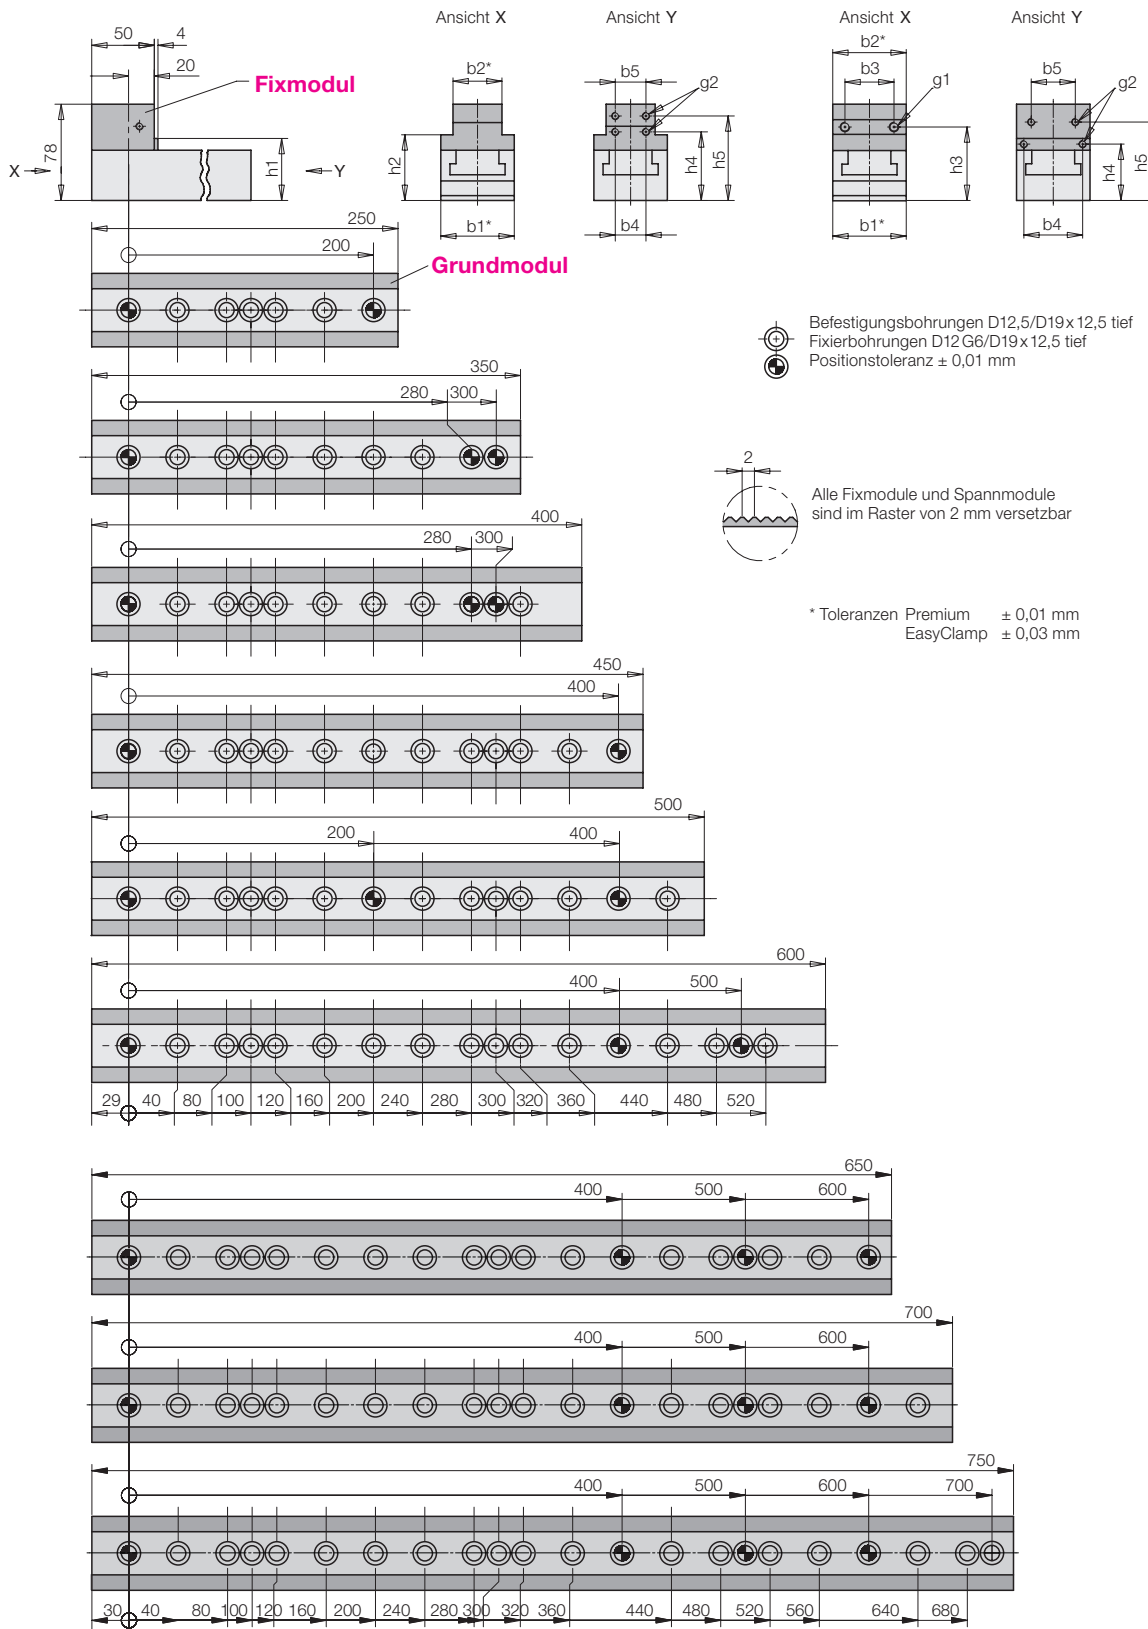 Ansicht X
Ansicht Y
Ansicht X
Ansicht Y
50
4
20
Fixmodul
78
h1
X
Y
b2*
h2
b1*
b5
g2
h4
h5
b4
b2*
b3
g1
h3
b1*
b5
g2
h4
h5
b4
250
200
Grundmodul
Befestigungsbohrungen D12,5/D19 x 12,5 tief
Fixierbohrungen D12 G6/D19 x 12,5 tief
Positionstoleranz ± 0,01 mm
350
280
300
2
Alle Fixmodule und Spannmodule
sind im Raster von 2 mm versetzbar
400
280
300
* Toleranzen Premium ± 0,01 mm
EasyClamp ± 0,03 mm
450
400
500
200
400
600
400
500
29 40 80 100 120 160 200 240 280 300 320 360 440 480 520
650
400
500
600
700
400
500
600
750
400
500
600
700
30 40 80 100 120 160 200 240 280 300 320 360 440 480 520 560 640 680